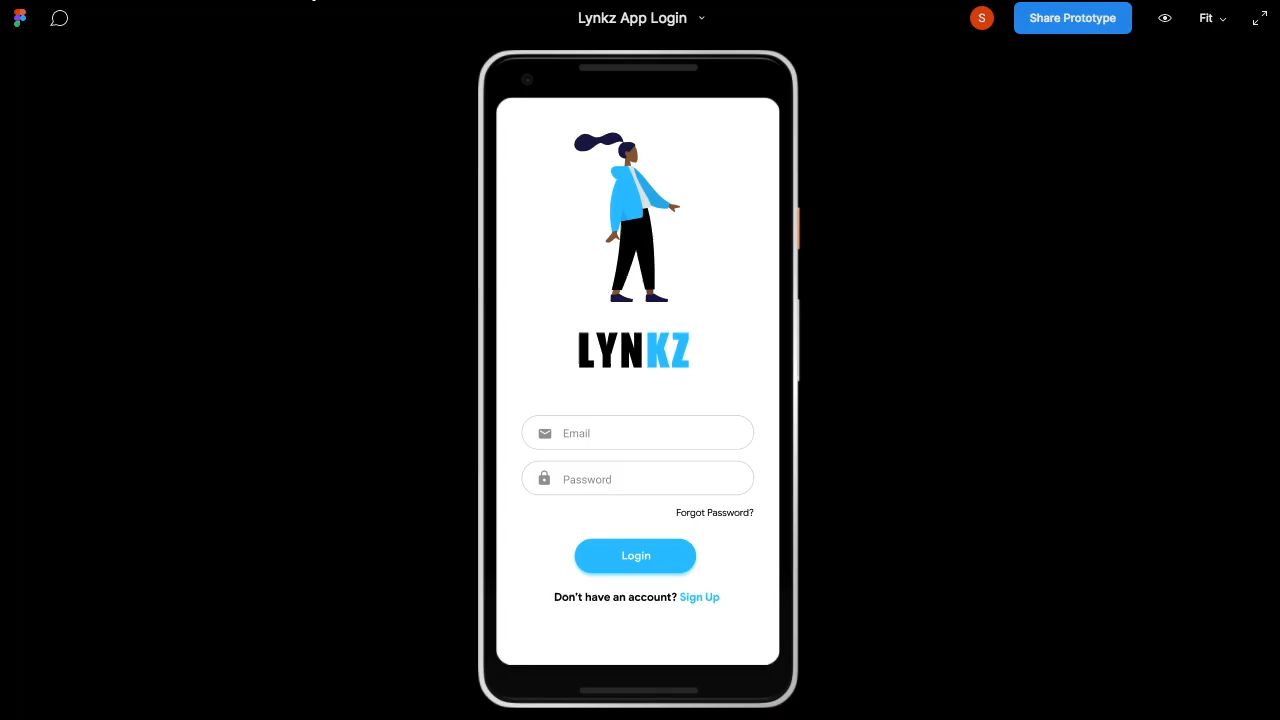 Lynkz App Login
S
Share Prototype
Fit
LYNKZ
Email
Password
Forgot Password?
Login
Don't have an account? Sign Up